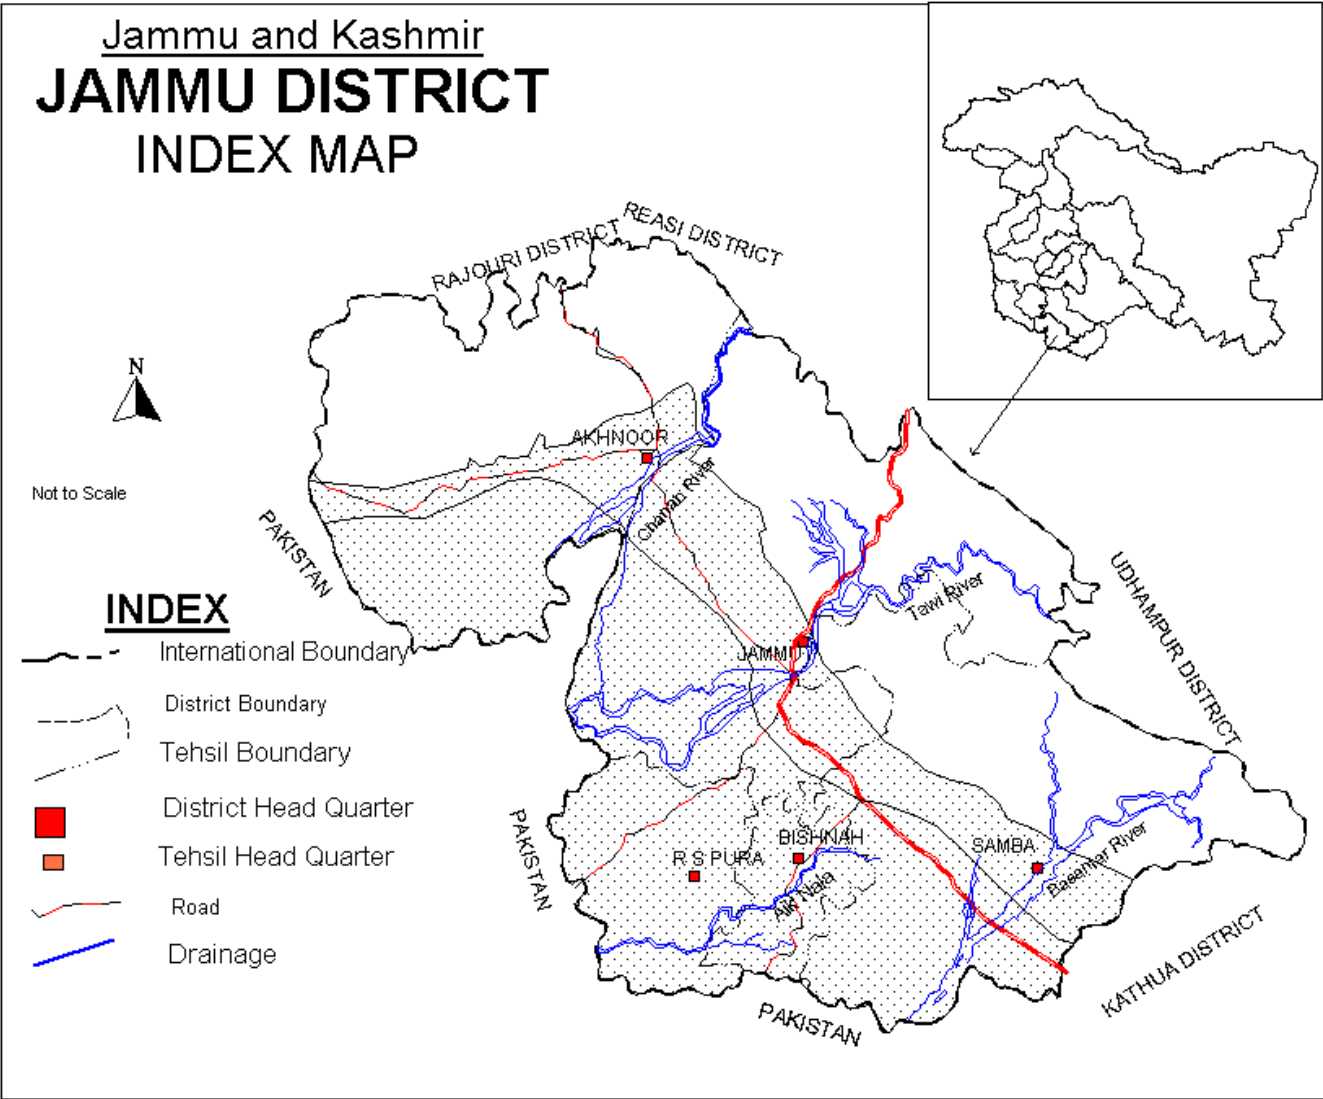 Jammu and Kashmir
JAMMU DISTRICT
INDEX MAP
REASI DISTRICT
RAJOURI DISTRICT
N
AKHNOOR
Not to Scale
PAKISTAN
Tawi River
UDHAMPUR DISTRICT
INDEX
International Boundary
JAMMU
District Boundary
Tehsil Boundary
District Head Quarter
PAKISTAN
BISHNAH
SAMBA
R S PURA
Tehsil Head Quarter
Basantar River
Aik Nala
Road
Drainage
KATHUA DISTRICT
PAKISTAN